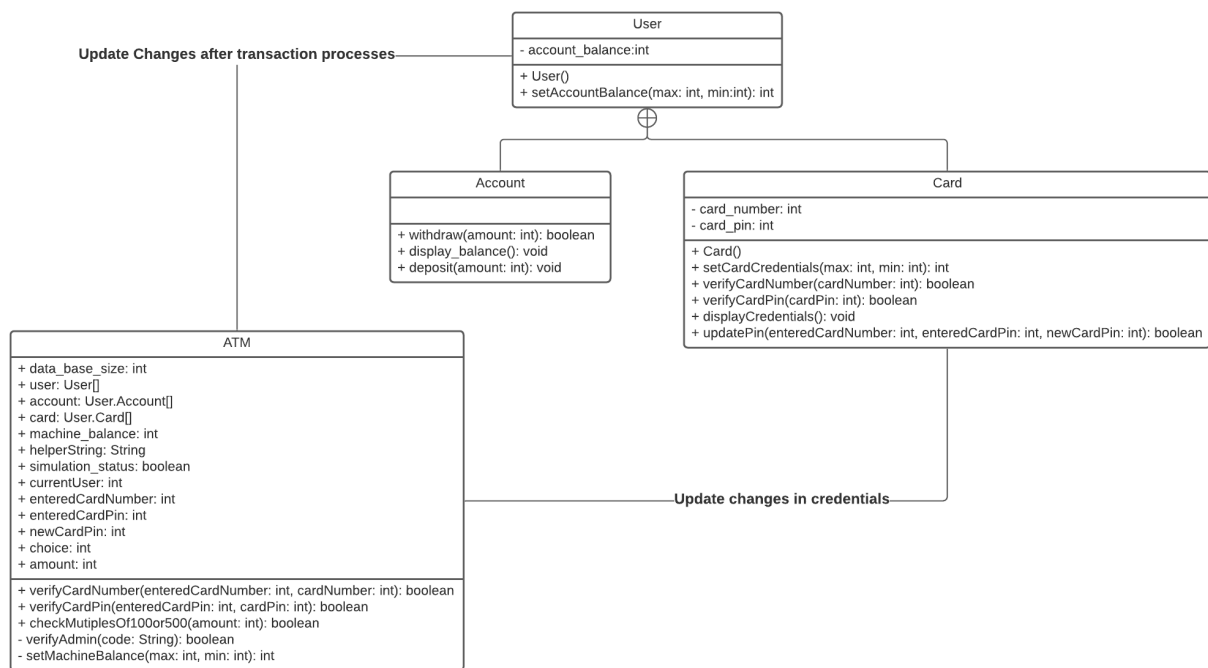 User
- account_balance:int
+ User()
+ setAccountBalance(max: int, min:int): int
Update Changes after transaction processes
Account
+ withdraw(amount: int): boolean
+ display_balance(): void
+ deposit(amount: int): void
Card
- card_number: int
- card_pin: int
+ Card()
+ setCardCredentials(max: int, min: int): int
+ verifyCardNumber(cardNumber: int): boolean
+ verifyCardPin(cardPin: int): boolean
+ displayCredentials(): void
+ updatePin(enteredCardNumber: int, enteredCardPin: int, newCardPin: int): boolean
ATM
+ data_base_size: int
+ user: User[]
+ account: User.Account[]
+ card: User.Card[]
+ machine_balance: int
+ helperString: String
+ simulation_status: boolean
+ currentUser: int
+ enteredCardNumber: int
+ enteredCardPin: int
+ newCardPin: int
+ choice: int
+ amount: int
+ verifyCardNumber(enteredCardNumber: int, cardNumber: int): boolean
+ verifyCardPin(enteredCardPin: int, cardPin: int): boolean
+ checkMutiplesOf100or500(amount: int): boolean
- verifyAdmin(code: String): boolean
- setMachineBalance(max: int, min: int): int
Update changes in credentials